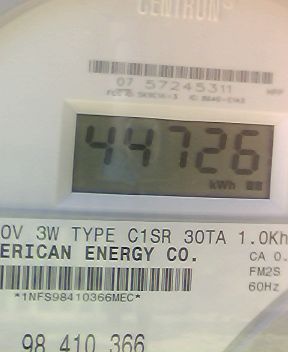 CENTRON®
07 57245311
44726
kWh
0V 3W TYPE C1SR 30TA 1.0Kh
ERICAN ENERGY CO.
CA 0.
FM2S
60Hz
*1NFS98410366MEC*
98 410 366